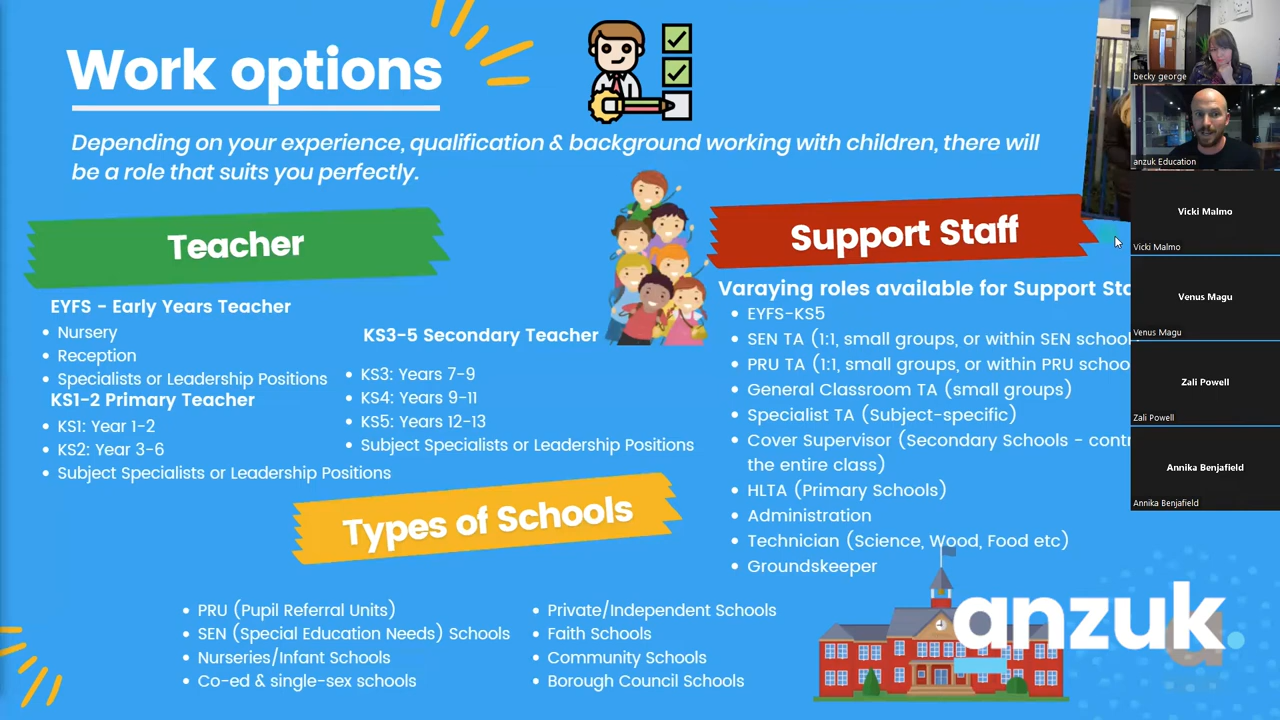 Work options
Depending on your experience, qualification & background working with children, there will
be a role that suits you perfectly.
Teacher
EYFS - Early Years Teacher
Nursery
Reception
Specialists or Leadership Positions
KS1-2 Primary Teacher
KS1: Year 1-2
KS2: Year 3-6
Subject Specialists or Leadership Positions
KS3-5 Secondary Teacher
KS3: Years 7-9
KS4: Years 9-11
KS5: Years 12-13
Subject Specialists or Leadership Positions
Support Staff
Varaying roles available for Support
EYFS-KS5
SEN TA (1:1, small groups, or within SEN
PRU TA (1:1, small groups, or within PRU
General Classroom TA (small groups)
Specialist TA (Subject-specific)
Cover Supervisor (Secondary Schools -
the entire class)
HLTA (Primary Schools)
Administration
Technician (Science, Wood, Food etc)
Groundskeeper
Types of Schools
PRU (Pupil Referral Units)
SEN (Special Education Needs) Schools
Nurseries/Infant Schools
Co-ed & single-sex schools
Private/Independent Schools
Faith Schools
Community Schools
Borough Council Schools
anzuk.
becky george
anzuk Education
Vicki Malmo
Vicki Malmo
Venus Magu
Venus Magu
Zali Powell
Zali Powell
Annika Benjafield
Annika Benjafield